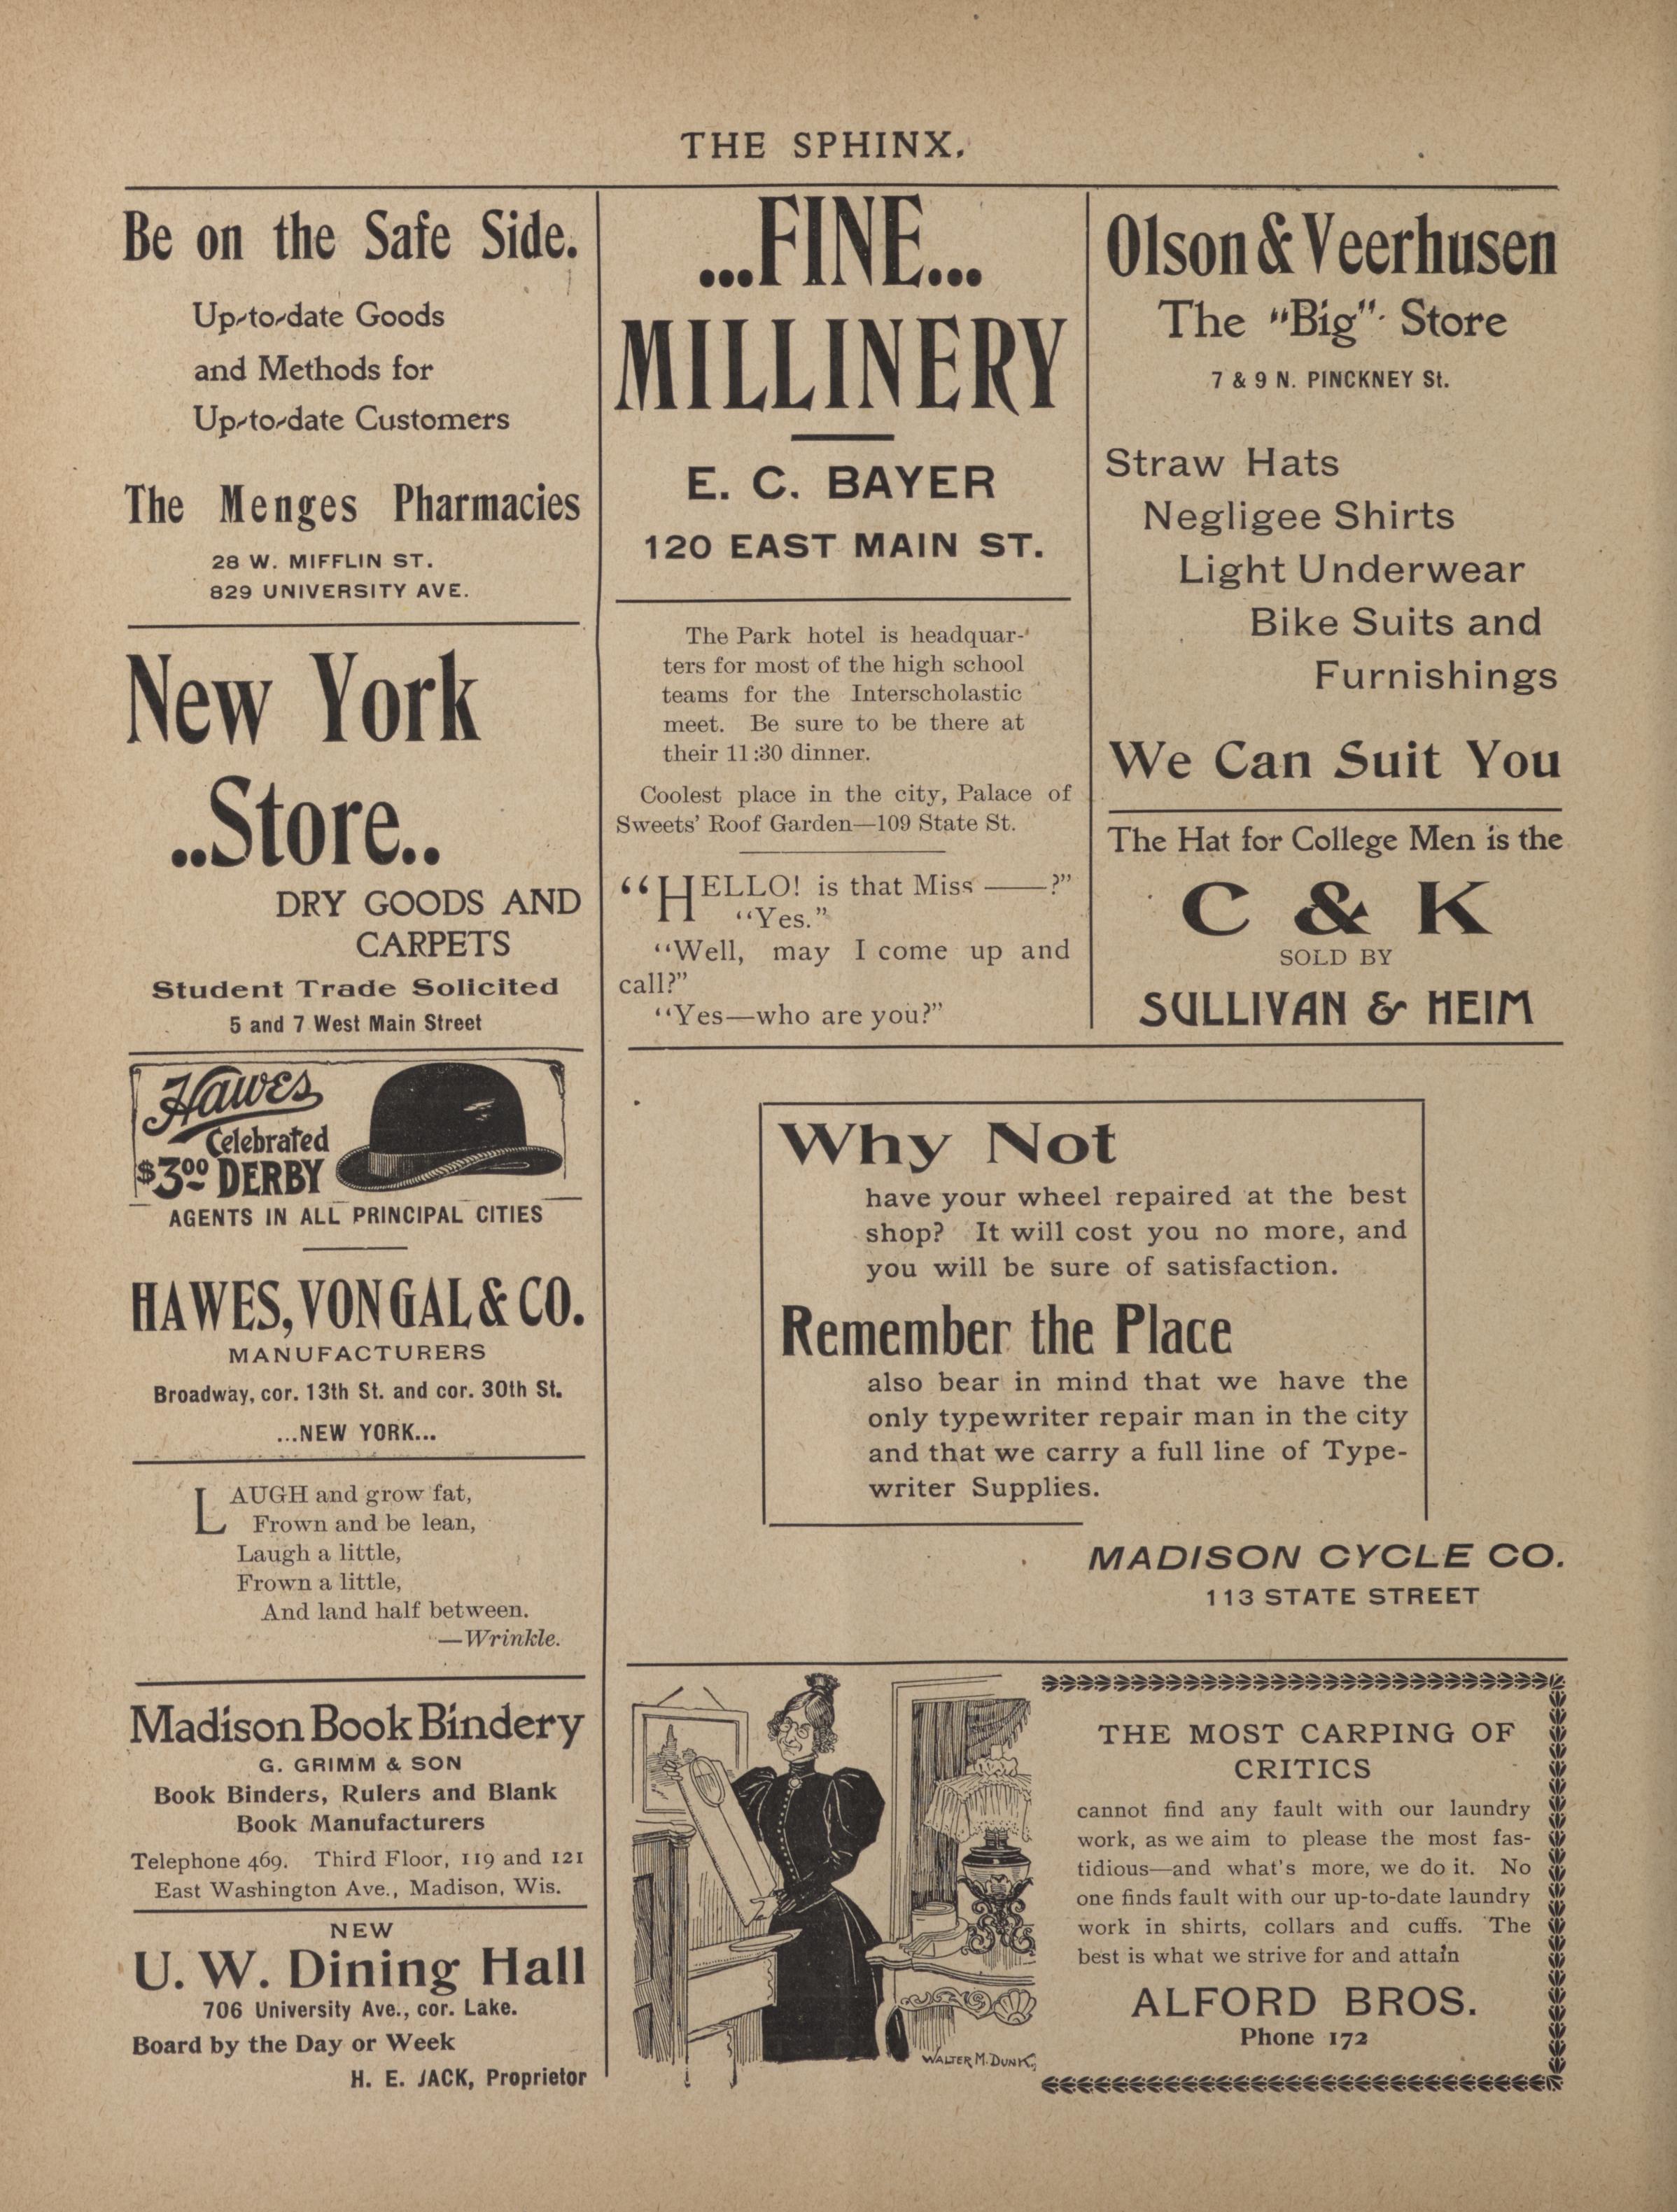 THE SPHINX.
Be on the Safe Side.
Up-to-date Goods
and Methods for
Up-to-date Customers
The Menges Pharmacies
28 W. MIFFLIN ST.
829 UNIVERSITY AVE.
New York
..Store..
DRY GOODS AND
CARPETS
Student Trade Solicited
5 and 7 West Main Street
Hawes
Celebrated
$3.00 DERBY
AGENTS IN ALL PRINCIPAL CITIES
HAWES, VON GAL & CO.
MANUFACTURERS
Broadway, cor. 13th St. and cor. 30th St.
...NEW YORK...
LAUGH and grow fat,
Frown and be lean,
Laugh a little,
Frown a little,
And land half between.
—Wrinkle.
Madison Book Bindery
G. GRIMM & SON
Book Binders, Rulers and Blank
Book Manufacturers
Telephone 469. Third Floor, 119 and 121
East Washington Ave., Madison, Wis.
NEW
U. W. Dining Hall
706 University Ave., cor. Lake.
Board by the Day or Week
H. E. JACK, Proprietor
...FINE...
MILLINERY
E. C. BAYER
120 EAST MAIN ST.
The Park hotel is headquar-
ters for most of the high school
teams for the Interscholastic
meet. Be sure to be there at
their 11:30 dinner.
Coolest place in the city, Palace of
Sweets' Roof Garden—109 State St.
"HELLO! is that Miss ——?"
"Yes."
"Well, may I come up and
call?"
"Yes—who are you?"
Olson & Veerhusen
The "Big" Store
7 & 9 N. PINCKNEY St.
Straw Hats
Negligee Shirts
Light Underwear
Bike Suits and
Furnishings
We Can Suit You
The Hat for College Men is the
C & K
SOLD BY
SULLIVAN & HEIM
Why Not
have your wheel repaired at the best
shop? It will cost you no more, and
you will be sure of satisfaction.
Remember the Place
also bear in mind that we have the
only typewriter repair man in the city
and that we carry a full line of Type-
writer Supplies.
MADISON CYCLE CO.
113 STATE STREET
WALTER M. DUNK,
THE MOST CARPING OF
CRITICS
cannot find any fault with our laundry
work, as we aim to please the most fas-
tidious—and what's more, we do it. No
one finds fault with our up-to-date laundry
work in shirts, collars and cuffs. The
best is what we strive for and attain
ALFORD BROS.
Phone 172